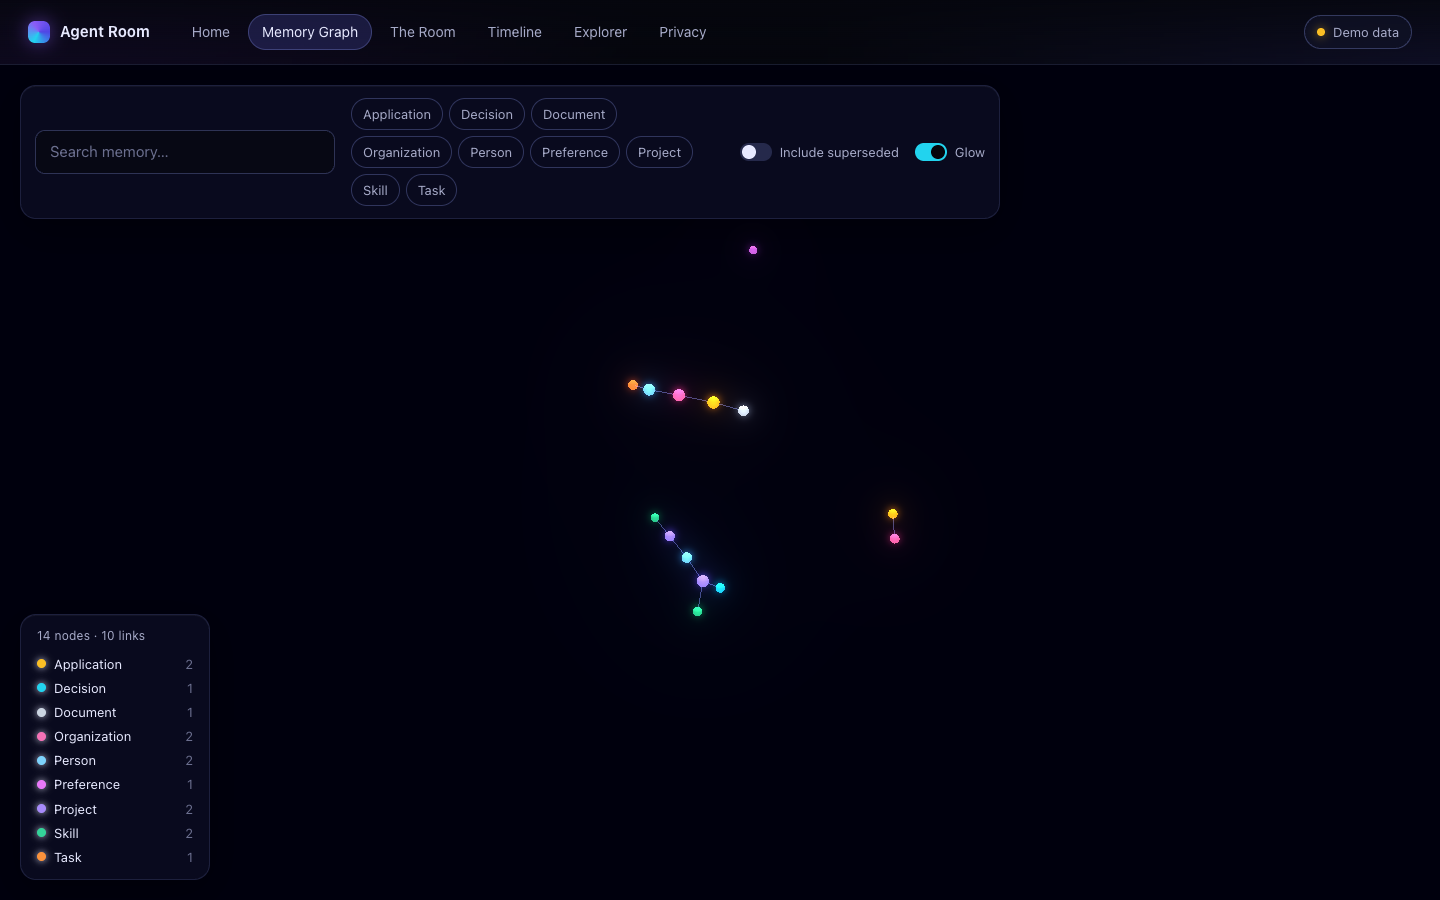 Agent Room
Home
Memory Graph
The Room
Timeline
Explorer
Privacy
Demo data
Search memory...
Application
Decision
Document
Organization
Person
Preference
Project
Skill
Task
Include superseded
Glow
14 nodes · 10 links
Application 2
Decision 1
Document 1
Organization 2
Person 2
Preference 1
Project 2
Skill 2
Task 1